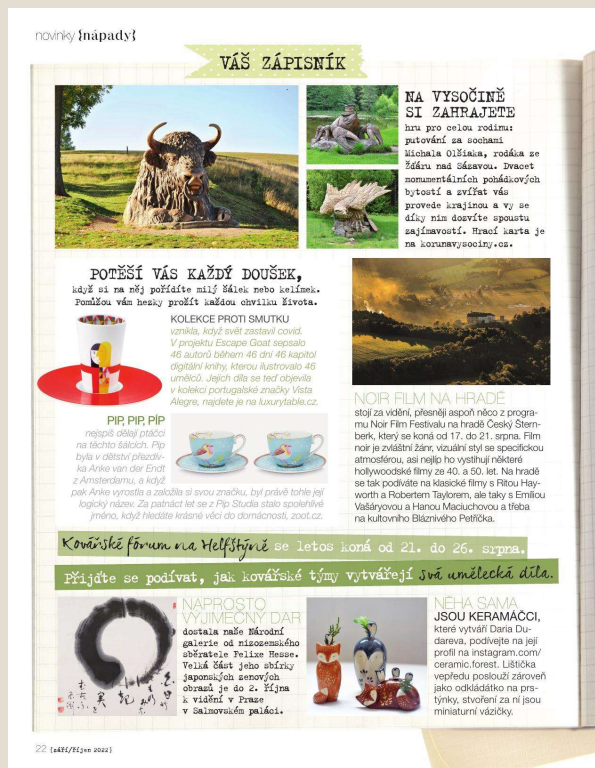 novinky {nápady}
VÁŠ ZÁPISNÍK
NA VYSOČINĚ
SI ZAHRAJETE
hru pro celou rodinu:
putování za sochami
Michala Olšiaka, rodáka ze
Žďáru nad Sázavou. Dvacet
monumentálních pohádkových
bytostí a zvířat vás
provede krajinou a vy se
díky nim dozvíte spoustu
zajímavostí. Hrací karta je
na korunavysociny.cz.
POTĚŠÍ VÁS KAŽDÝ DOUŠEK,
když si na něj pořídíte milý šálek nebo kelímek.
Pomůžou vám hezky prožít každou chvilku života.
KOLEKCE PROTI SMUTKU
vznikla, když svět zastavil covid.
V projektu Escape Goat sepsalo
46 autorů během 46 dní 46 kapitol
digitální knihy, kterou ilustrovalo 46
umělců. Jejich díla se teď objevila
v kolekci portugalské značky Vista
Alegre, najdete je na luxurytable.cz.
PIP, PIP, PÍP
nejspíš dělají ptáčci
na těchto šálcích. Pip
byla v dětství přezdív-
ka Anke van der Endt
z Amsterdamu, a když
pak Anke vyrostla a založila si svou značku, byl právě tohle její
logický název. Za patnáct let se z Pip Studia stalo spolehlivé
jméno, když hledáte krásné věci do domácnosti, zoot.cz.
NOIR FILM NA HRADĚ
stojí za vidění, přesněji aspoň něco z progra-
mu Noir Film Festivalu na hradě Český Štern-
berk, který se koná od 17. do 21. srpna. Film
noir je zvláštní žánr, vizuální styl se specifickou
atmosférou, asi nejlíp ho vystihují některé
hollywoodské filmy ze 40. a 50. let. Na hradě
se tak podíváte na klasické filmy s Ritou Hay-
worth a Robertem Taylorem, ale taky s Emílou
Vašáryovou a Hanou Maciuchovou a třeba
na kultovního Bláznivého Petříčka.
Kovářské fórum na Helfštýně se letos koná od 21. do 26. srpna.
Přijďte se podívat, jak kovářské týmy vytvářejí svá umělecká díla.
NAPROSTO
VÝJIMEČNÝ DAR
dostala naše Národní
galerie od nizozemského
sběratele Felixe Hesse.
Velká část jeho sbírky
japonských zenových
obrazů je do 2. října
k vidění v Praze
v Salmovském paláci.
NĚHA SAMA
JSOU KERAMÁČCI,
které vytváří Daria Du-
dareva, podívejte na její
profil na instagram.com/
ceramic.forest. Lištička
vepředu poslouží zároveň
jako odkládátko na prs-
týnky, stvoření za ní jsou
miniaturní vázičky.
22 {září/říjen 2022}